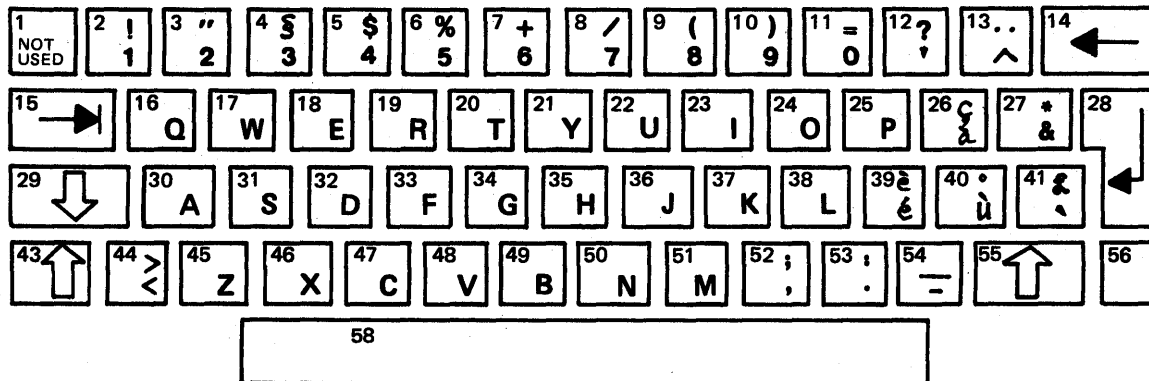 1 NOT USED 2 ! 1 3 " 2 4 § 3 5 $ 4 6 % 5 7 + 6 8 / 7 9 ( 8 10 ) 9 11 = 0 12 ? ' 13 ¨ ^ 14
15 16 Q 17 W 18 E 19 R 20 T 21 Y 22 U 23 I 24 O 25 P 26 ç à 27 * & 28
29 30 A 31 S 32 D 33 F 34 G 35 H 36 J 37 K 38 L 39 è é 40 ° ù 41 £ `
43 44 > < 45 Z 46 X 47 C 48 V 49 B 50 N 51 M 52 ; , 53 : . 54 _ - 55 56
58